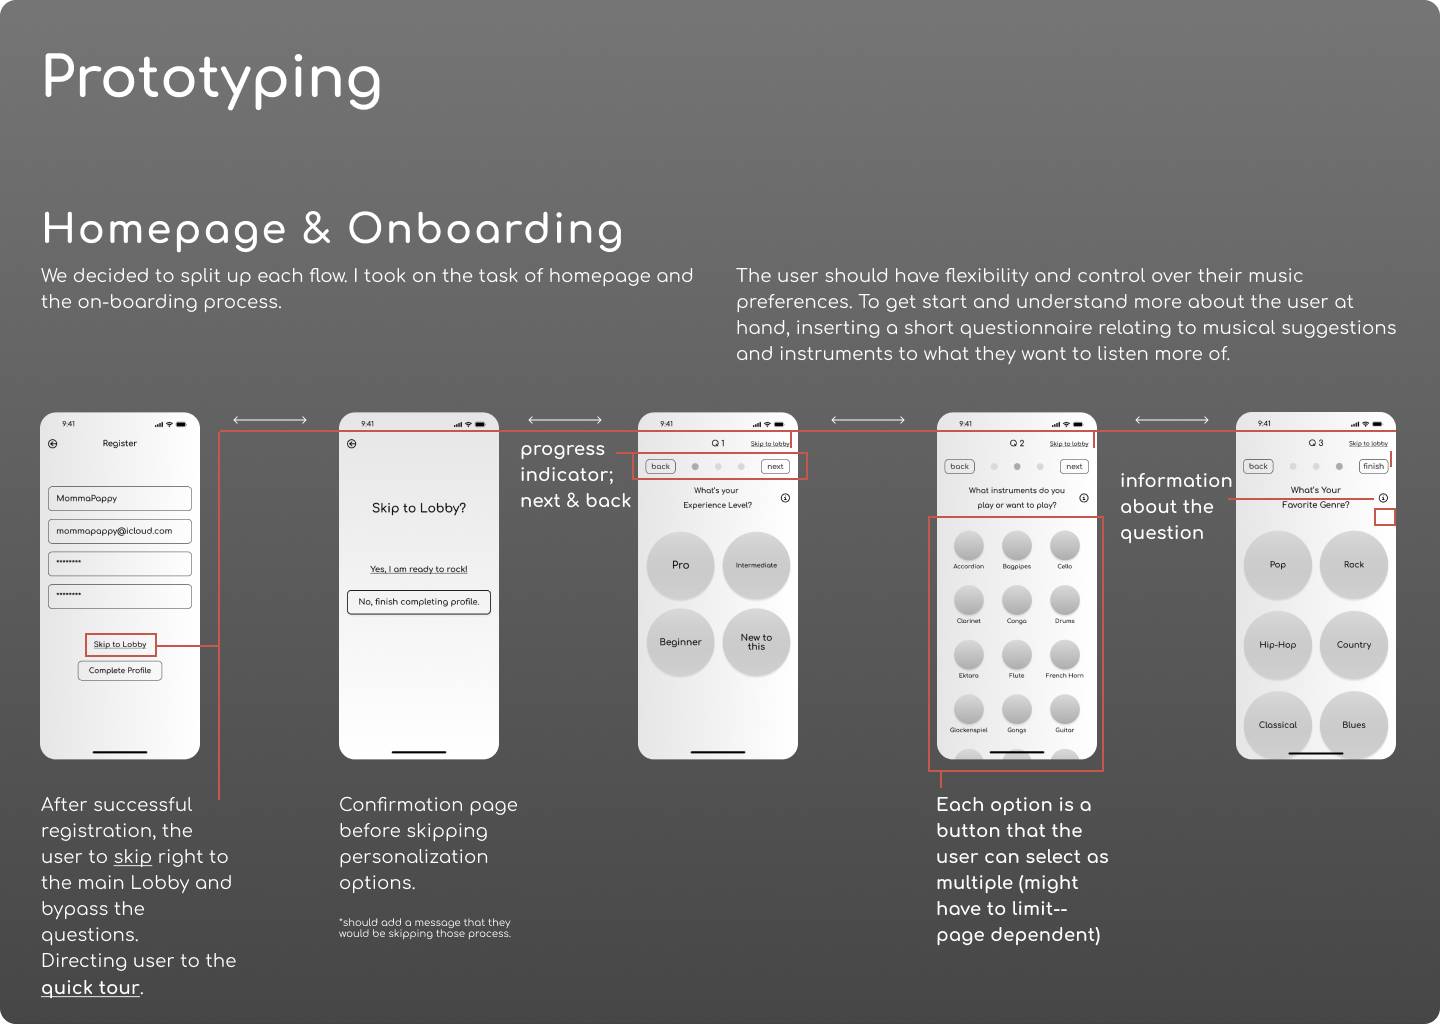 Prototyping
Homepage & Onboarding
We decided to split up each flow. I took on the task of homepage and
the on-boarding process.
The user should have flexibility and control over their music
preferences. To get start and understand more about the user at
hand, inserting a short questionnaire relating to musical suggestions
and instruments to what they want to listen more of.
9:41
Register
MommaPappy
mommapappy@icloud.com
********
********
Skip to Lobby
Complete Profile
After successful
registration, the
user to skip right to
the main Lobby and
bypass the
questions.
Directing user to the
quick tour.
9:41
Skip to Lobby?
Yes, I am ready to rock!
No, finish completing profile.
Confirmation page
before skipping
personalization
options.
*should add a message that they
would be skipping those process.
progress
indicator;
next & back
9:41
Q 1
Skip to lobby
back
next
What's your
Experience Level?
Pro
Intermediate
Beginner
New to
this
9:41
Q 2
Skip to lobby
back
next
What instruments do you
play or want to play?
Accordion
Bagpipes
Cello
Clarinet
Conga
Drums
Ektara
Flute
French Horn
Glockenspiel
Gongs
Guitar
Each option is a
button that the
user can select as
multiple (might
have to limit--
page dependent)
information
about the
question
9:41
Q 3
Skip to lobby
back
finish
What's Your
Favorite Genre?
Pop
Rock
Hip-Hop
Country
Classical
Blues